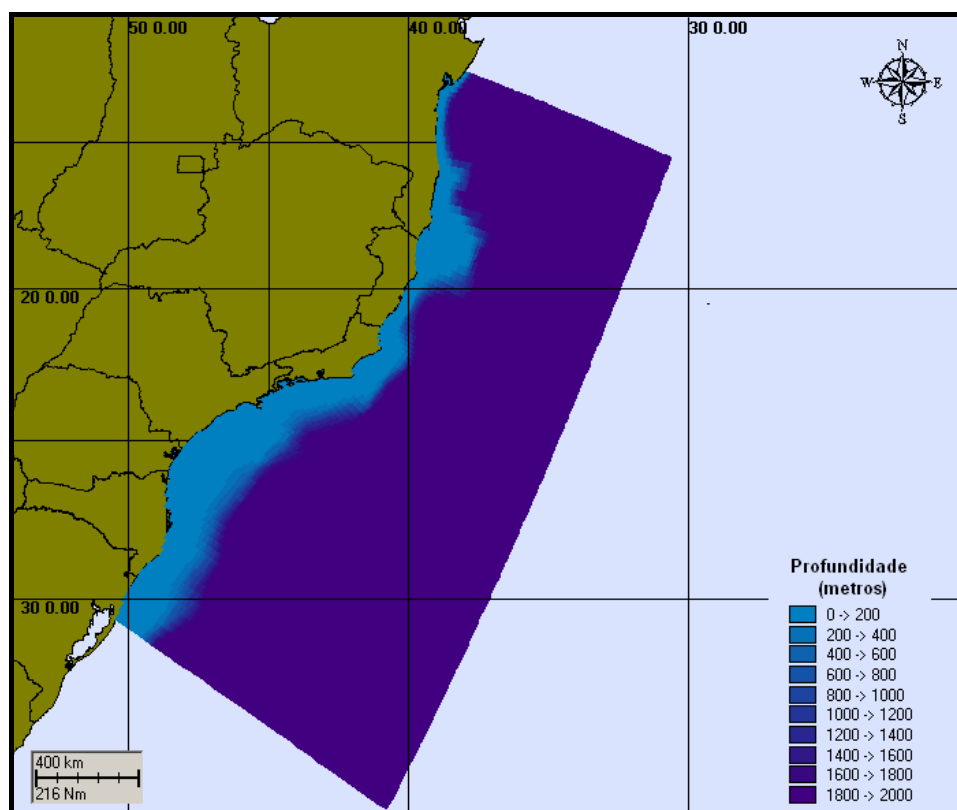 50 0.00
40 0.00
30 0.00
N
W
E
S
20 0.00
30 0.00
Profundidade
(metros)
0 -> 200
200 -> 400
400 -> 600
600 -> 800
800 -> 1000
1000 -> 1200
1200 -> 1400
1400 -> 1600
1600 -> 1800
1800 -> 2000
400 km
216 Nm